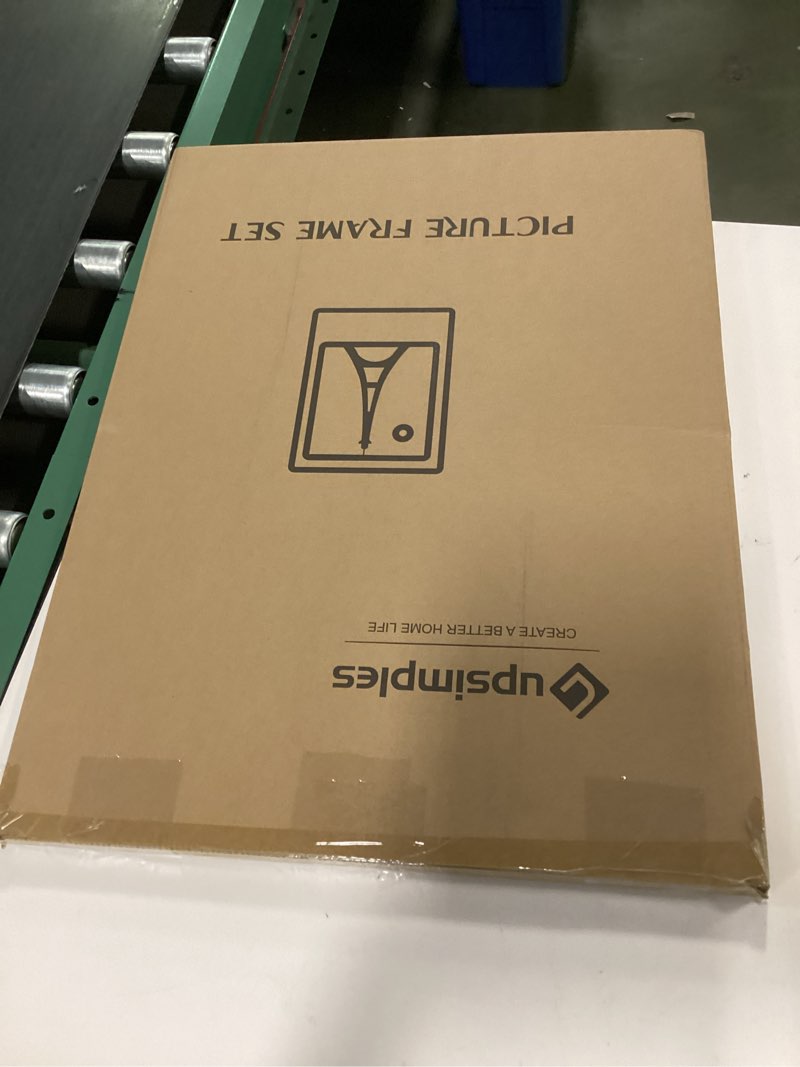 upsimples
CREATE A BETTER HOME LIFE
PICTURE FRAME SET